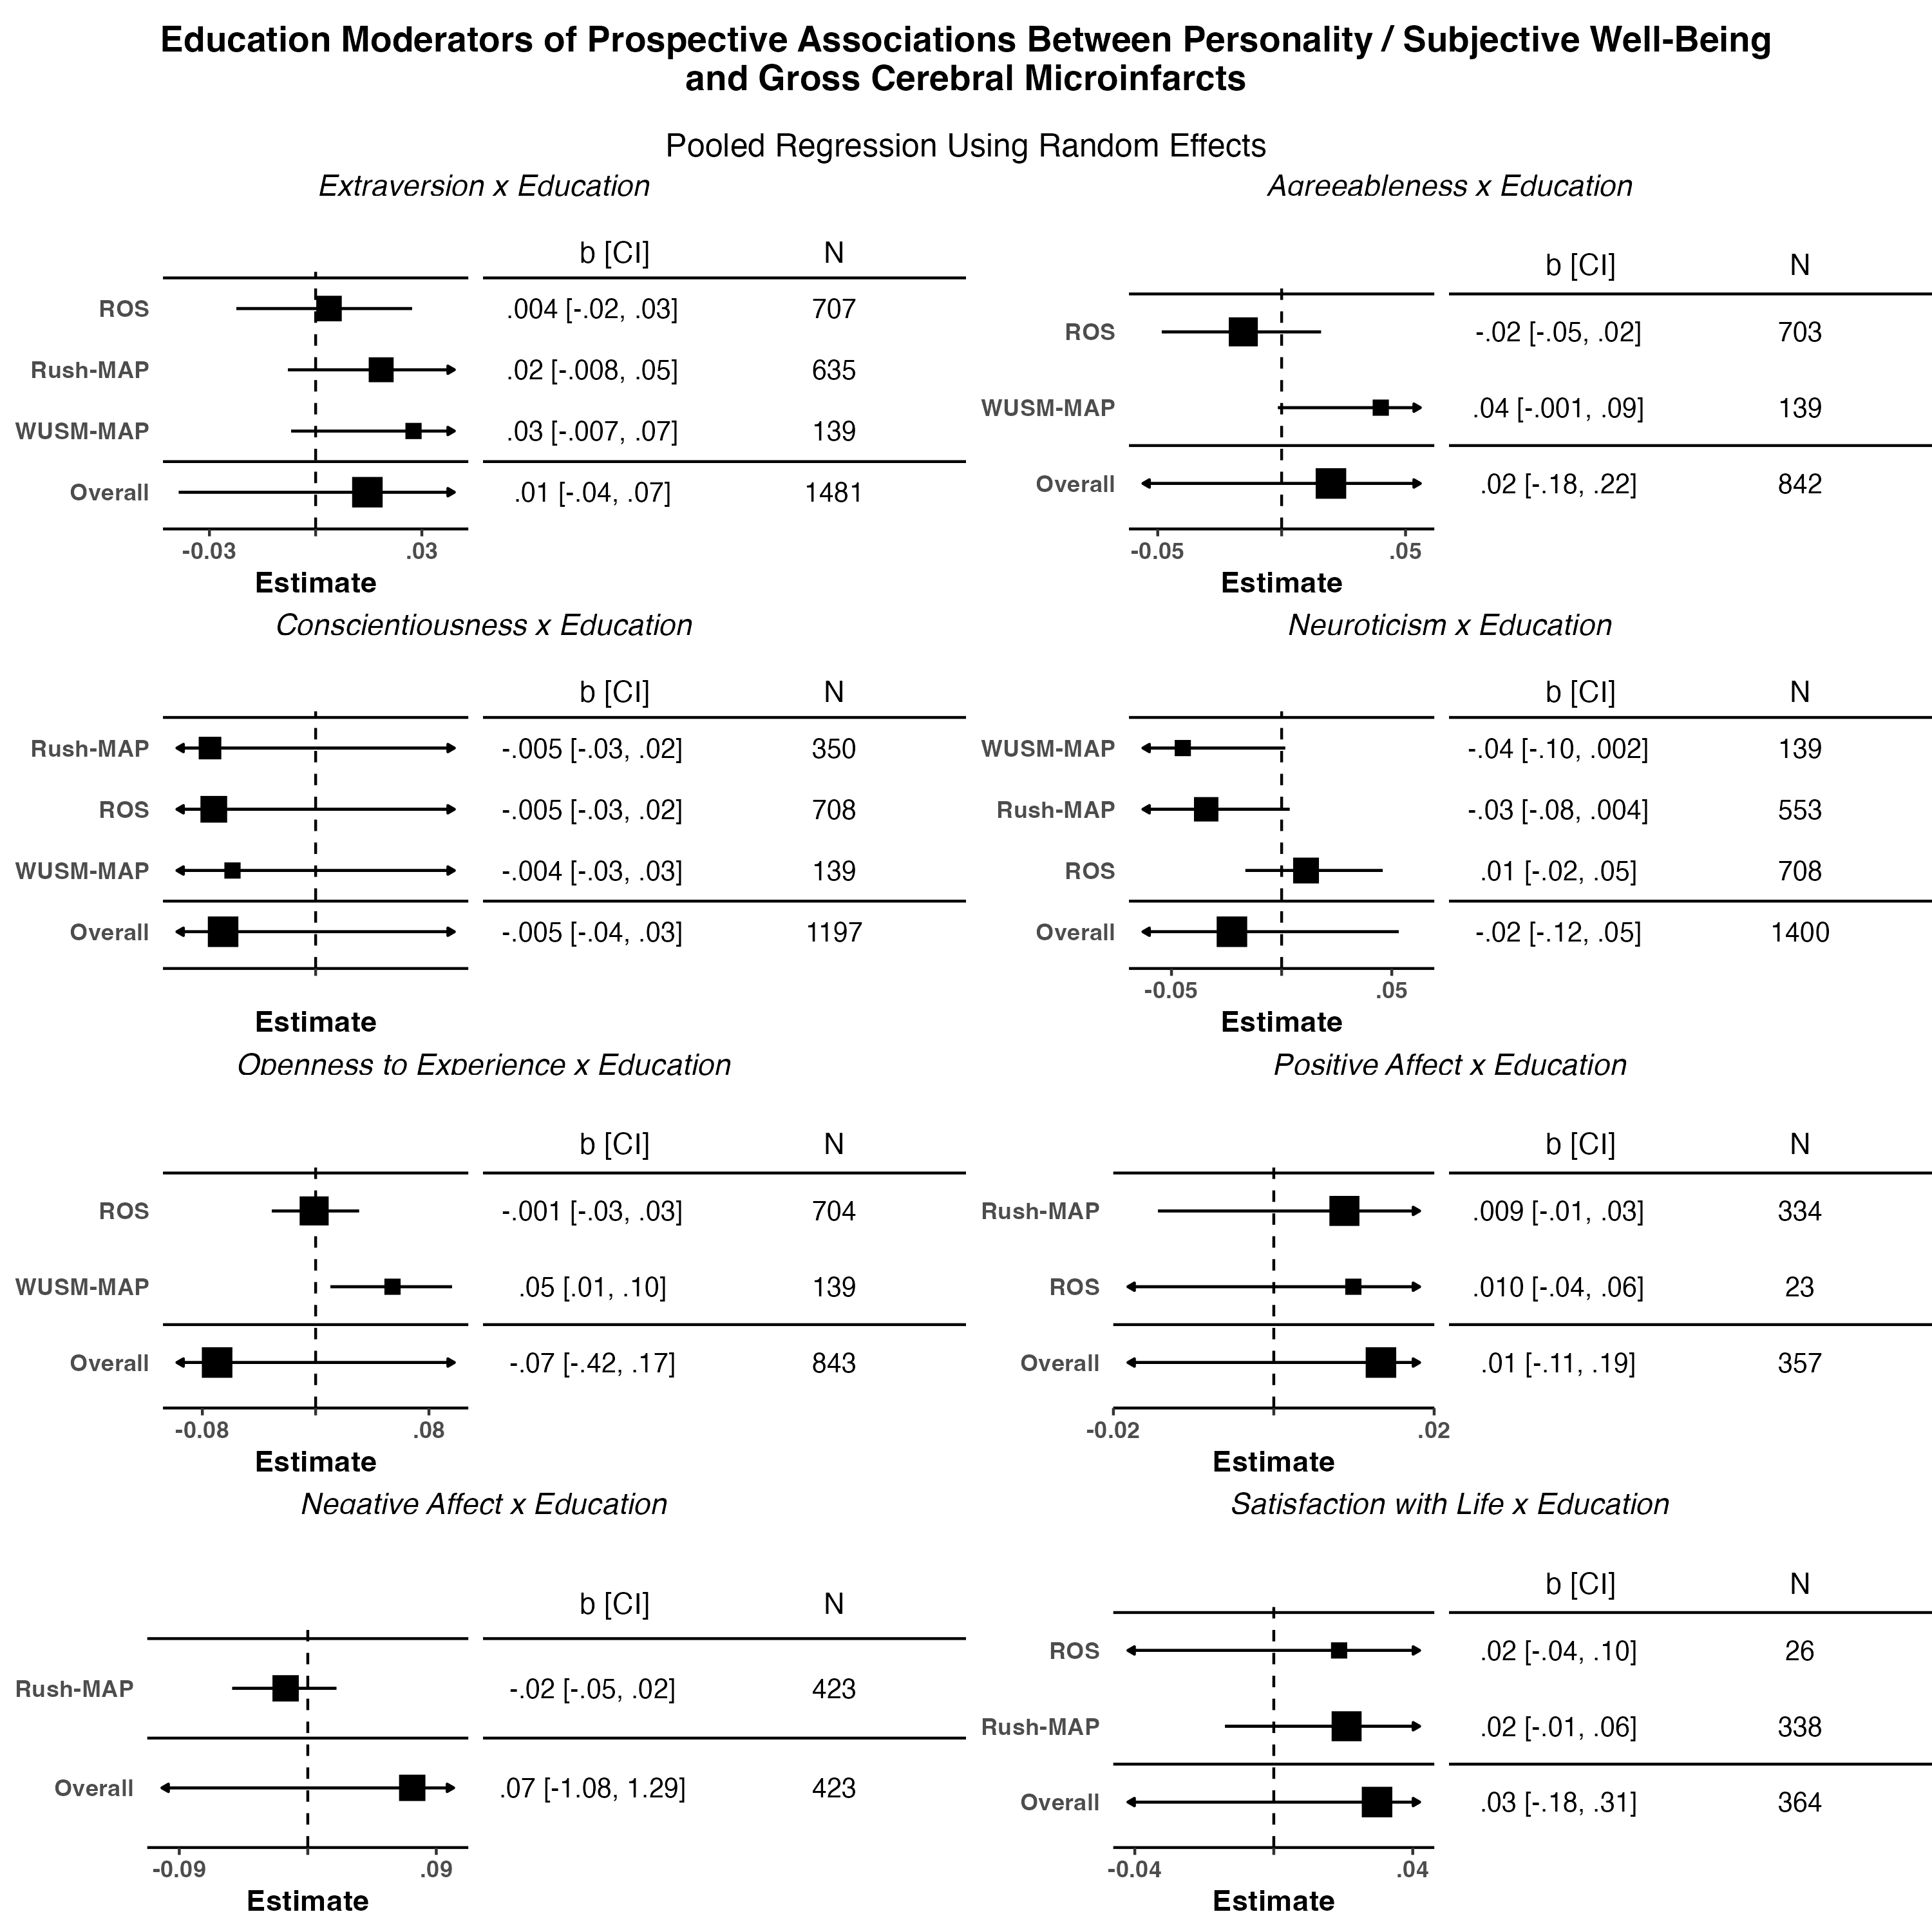 Education Moderators of Prospective Associations Between Personality / Subjective Well-Being
and Gross Cerebral Microinfarcts
Pooled Regression Using Random Effects
Extraversion x Education
b [CI] N
ROS .004 [-.02, .03] 707
Rush-MAP .02 [-.008, .05] 635
WUSM-MAP .03 [-.007, .07] 139
Overall .01 [-.04, .07] 1481
-0.03 .03
Estimate
Agreeableness x Education
b [CI] N
ROS -.02 [-.05, .02] 703
WUSM-MAP .04 [-.001, .09] 139
Overall .02 [-.18, .22] 842
-0.05 .05
Estimate
Conscientiousness x Education
b [CI] N
Rush-MAP -.005 [-.03, .02] 350
ROS -.005 [-.03, .02] 708
WUSM-MAP -.004 [-.03, .03] 139
Overall -.005 [-.04, .03] 1197
Estimate
Neuroticism x Education
b [CI] N
WUSM-MAP -.04 [-.10, .002] 139
Rush-MAP -.03 [-.08, .004] 553
ROS .01 [-.02, .05] 708
Overall -.02 [-.12, .05] 1400
-0.05 .05
Estimate
Openness to Experience x Education
b [CI] N
ROS -.001 [-.03, .03] 704
WUSM-MAP .05 [.01, .10] 139
Overall -.07 [-.42, .17] 843
-0.08 .08
Estimate
Positive Affect x Education
b [CI] N
Rush-MAP .009 [-.01, .03] 334
ROS .010 [-.04, .06] 23
Overall .01 [-.11, .19] 357
-0.02 .02
Estimate
Negative Affect x Education
b [CI] N
Rush-MAP -.02 [-.05, .02] 423
Overall .07 [-1.08, 1.29] 423
-0.09 .09
Estimate
Satisfaction with Life x Education
b [CI] N
ROS .02 [-.04, .10] 26
Rush-MAP .02 [-.01, .06] 338
Overall .03 [-.18, .31] 364
-0.04 .04
Estimate